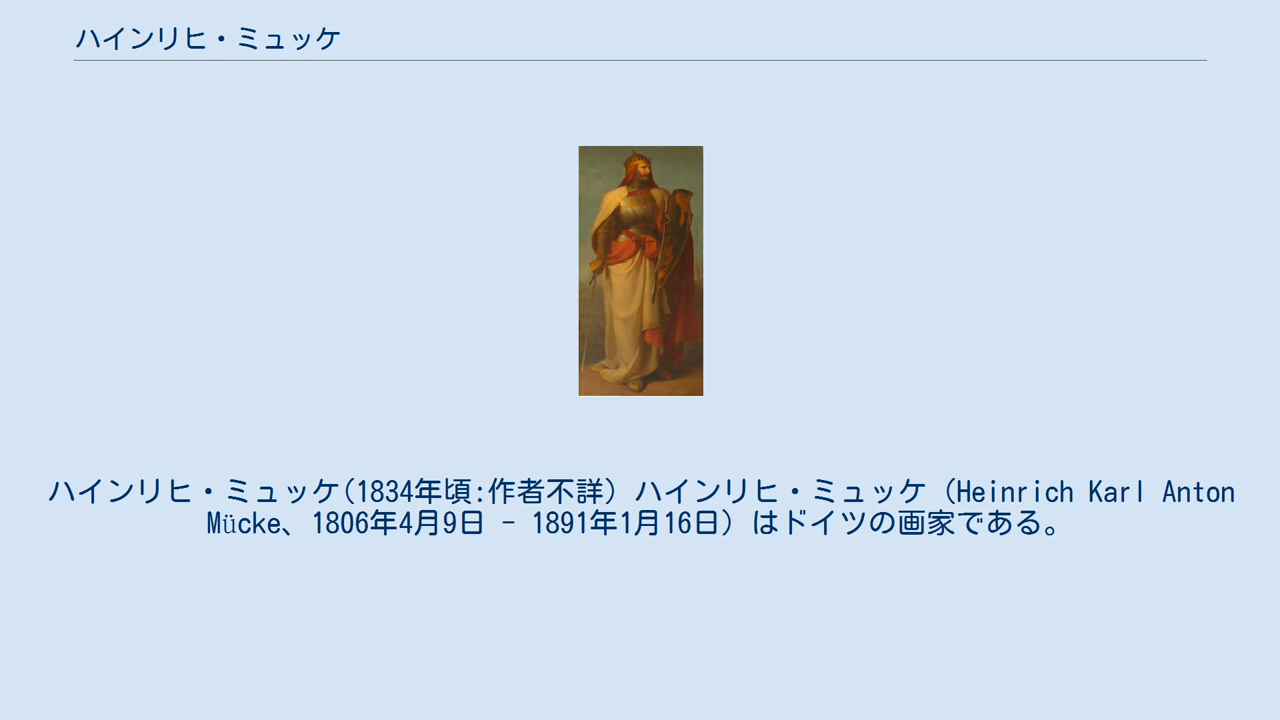 ハインリヒ・ミュッケ
ハインリヒ・ミュッケ(1834年頃:作者不詳) ハインリヒ・ミュッケ (Heinrich Karl Anton
Mücke、1806年4月9日 - 1891年1月16日) はドイツの画家である。